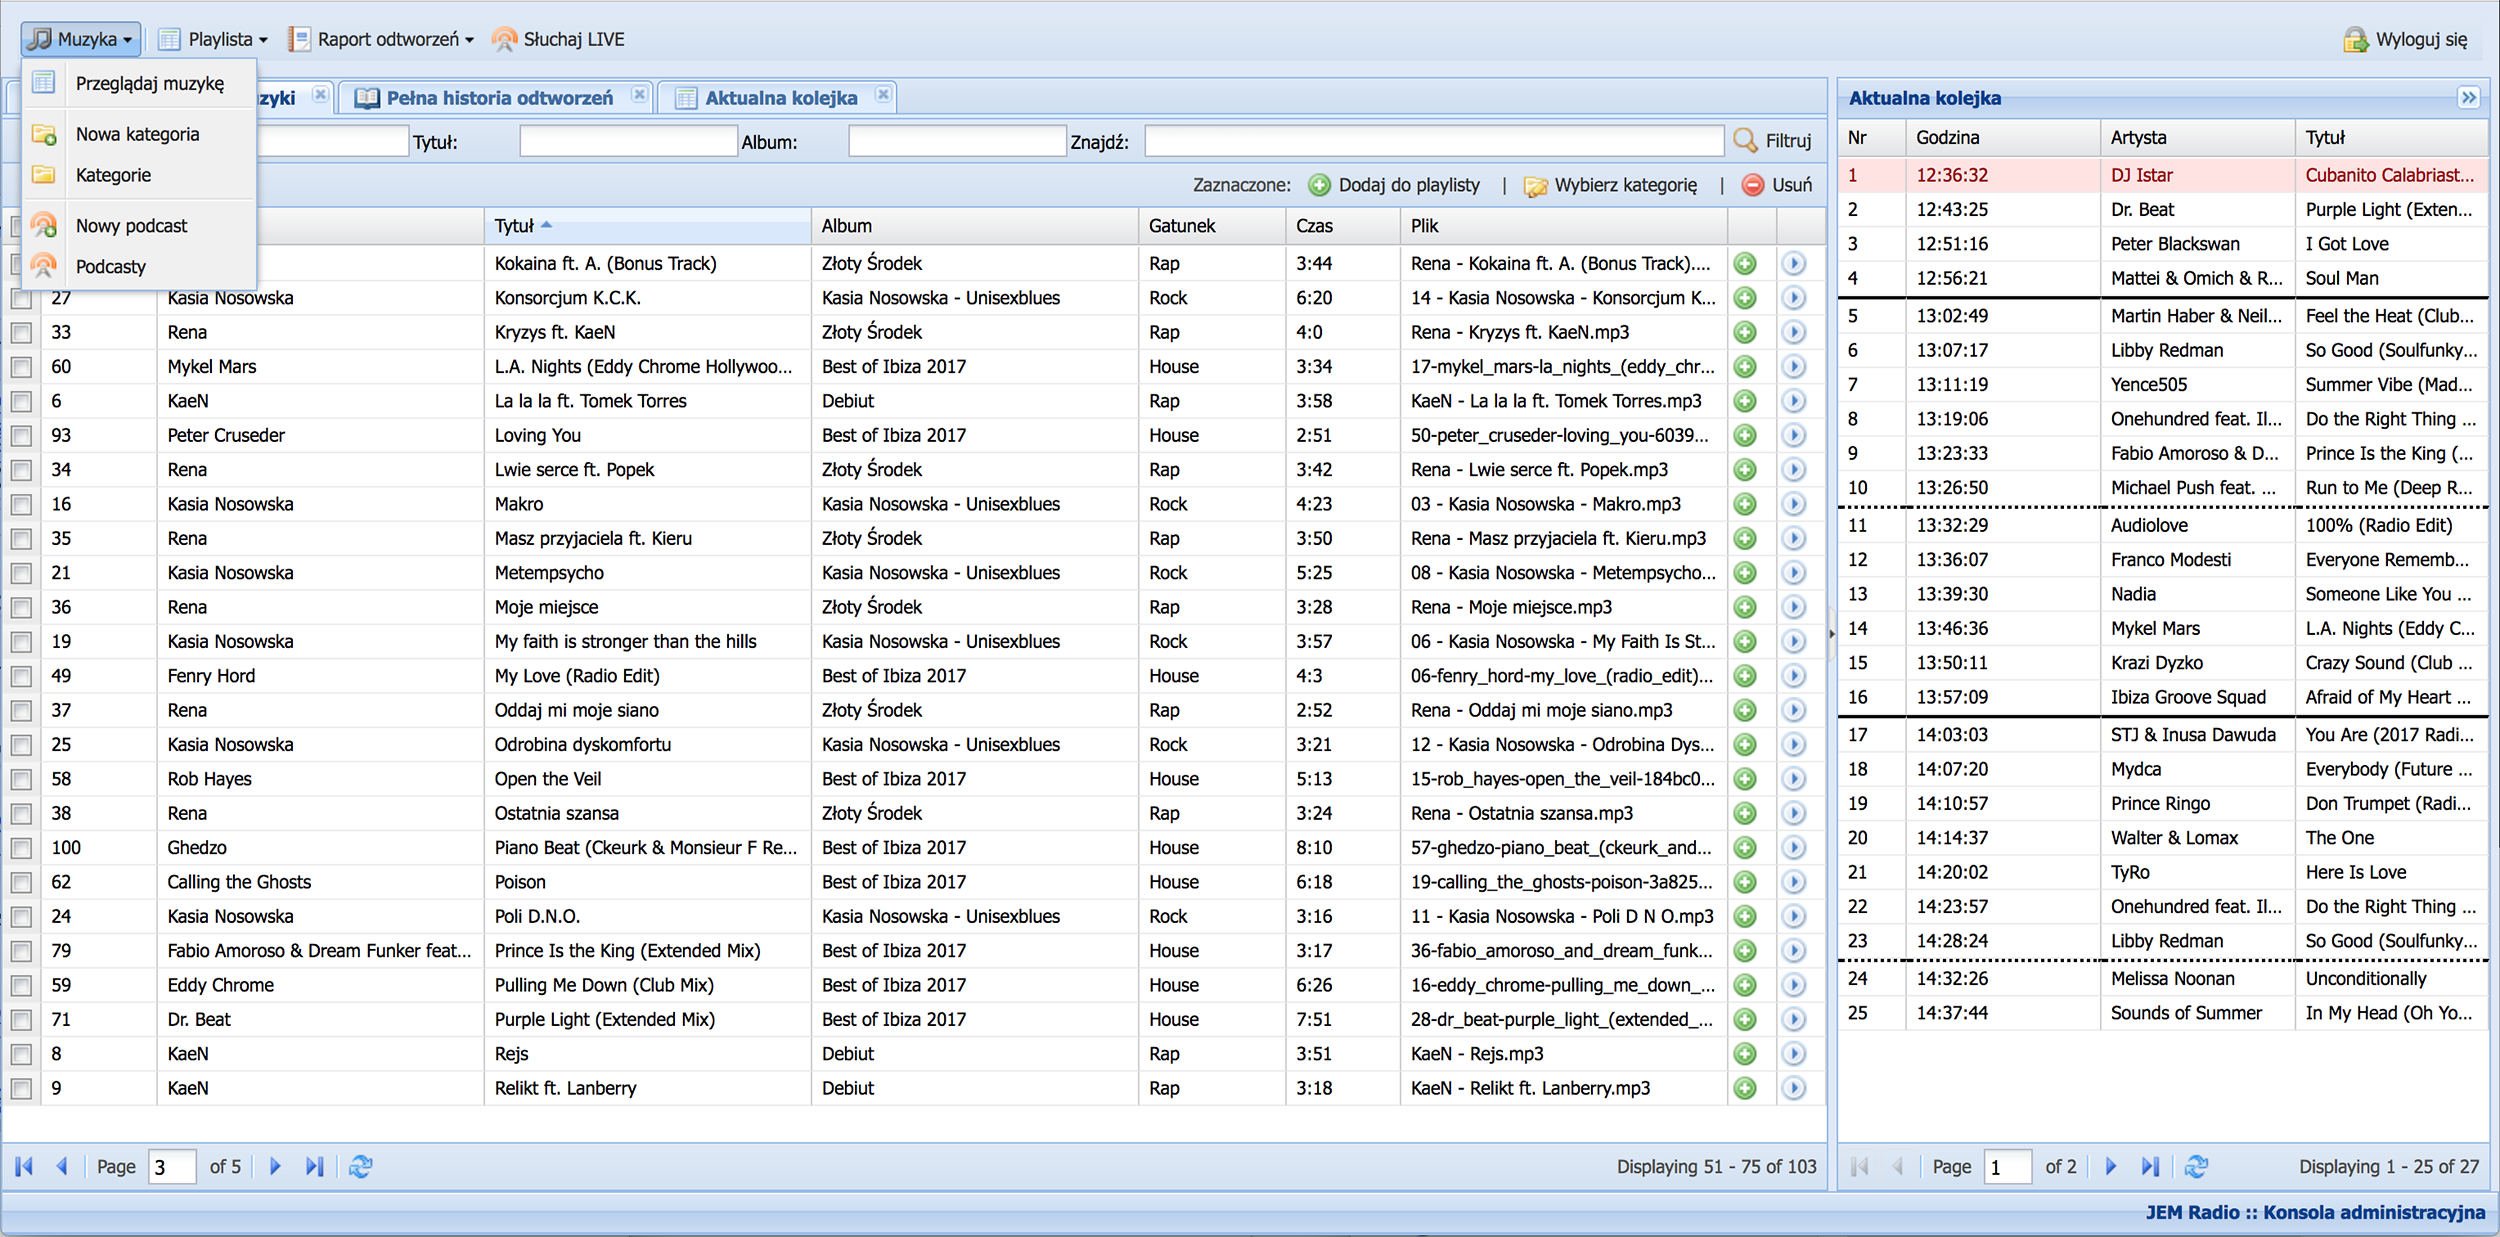 Muzyka Playlista Raport odtworzeń Słuchaj LIVE Wyloguj się
Przeglądaj muzykę
Nowa kategoria
Kategorie
Nowy podcast
Podcasty
zyki Pełna historia odtworzeń Aktualna kolejka
Tytuł: Album: Znajdź: Filtruj
Zaznaczone: Dodaj do playlisty | Wybierz kategorię | Usuń
Tytuł Album Gatunek Czas Plik
Kokaina ft. A. (Bonus Track) Złoty Środek Rap 3:44 Rena - Kokaina ft. A. (Bonus Track)....
27 Kasia Nosowska Konsorcjum K.C.K. Kasia Nosowska - Unisexblues Rock 6:20 14 - Kasia Nosowska - Konsorcjum K...
33 Rena Kryzys ft. KaeN Złoty Środek Rap 4:0 Rena - Kryzys ft. KaeN.mp3
60 Mykel Mars L.A. Nights (Eddy Chrome Hollywoo... Best of Ibiza 2017 House 3:34 17-mykel_mars-la_nights_(eddy_chr...
6 KaeN La la la ft. Tomek Torres Debiut Rap 3:58 KaeN - La la la ft. Tomek Torres.mp3
93 Peter Cruseder Loving You Best of Ibiza 2017 House 2:51 50-peter_cruseder-loving_you-6039...
34 Rena Lwie serce ft. Popek Złoty Środek Rap 3:42 Rena - Lwie serce ft. Popek.mp3
16 Kasia Nosowska Makro Kasia Nosowska - Unisexblues Rock 4:23 03 - Kasia Nosowska - Makro.mp3
35 Rena Masz przyjaciela ft. Kieru Złoty Środek Rap 3:50 Rena - Masz przyjaciela ft. Kieru.mp3
21 Kasia Nosowska Metempsycho Kasia Nosowska - Unisexblues Rock 5:25 08 - Kasia Nosowska - Metempsycho...
36 Rena Moje miejsce Złoty Środek Rap 3:28 Rena - Moje miejsce.mp3
19 Kasia Nosowska My faith is stronger than the hills Kasia Nosowska - Unisexblues Rock 3:57 06 - Kasia Nosowska - My Faith Is St...
49 Fenry Hord My Love (Radio Edit) Best of Ibiza 2017 House 4:3 06-fenry_hord-my_love_(radio_edit)...
37 Rena Oddaj mi moje siano Złoty Środek Rap 2:52 Rena - Oddaj mi moje siano.mp3
25 Kasia Nosowska Odrobina dyskomfortu Kasia Nosowska - Unisexblues Rock 3:21 12 - Kasia Nosowska - Odrobina Dys...
58 Rob Hayes Open the Veil Best of Ibiza 2017 House 5:13 15-rob_hayes-open_the_veil-184bc0...
38 Rena Ostatnia szansa Złoty Środek Rap 3:24 Rena - Ostatnia szansa.mp3
100 Ghedzo Piano Beat (Ckeurk & Monsieur F Re... Best of Ibiza 2017 House 8:10 57-ghedzo-piano_beat_(ckeurk_and...
62 Calling the Ghosts Poison Best of Ibiza 2017 House 6:18 19-calling_the_ghosts-poison-3a825...
24 Kasia Nosowska Poli D.N.O. Kasia Nosowska - Unisexblues Rock 3:16 11 - Kasia Nosowska - Poli D N O.mp3
79 Fabio Amoroso & Dream Funker feat... Prince Is the King (Extended Mix) Best of Ibiza 2017 House 3:17 36-fabio_amoroso_and_dream_funk...
59 Eddy Chrome Pulling Me Down (Club Mix) Best of Ibiza 2017 House 6:26 16-eddy_chrome-pulling_me_down_...
71 Dr. Beat Purple Light (Extended Mix) Best of Ibiza 2017 House 7:51 28-dr_beat-purple_light_(extended_...
8 KaeN Rejs Debiut Rap 3:51 KaeN - Rejs.mp3
9 KaeN Relikt ft. Lanberry Debiut Rap 3:18 KaeN - Relikt ft. Lanberry.mp3
Page 3 of 5 Displaying 51 - 75 of 103
Aktualna kolejka
Nr Godzina Artysta Tytuł
1 12:36:32 DJ Istar Cubanito Calabriast...
2 12:43:25 Dr. Beat Purple Light (Exten...
3 12:51:16 Peter Blackswan I Got Love
4 12:56:21 Mattei & Omich & R... Soul Man
5 13:02:49 Martin Haber & Neil... Feel the Heat (Club...
6 13:07:17 Libby Redman So Good (Soulfunky...
7 13:11:19 Yence505 Summer Vibe (Mad...
8 13:19:06 Onehundred feat. Il... Do the Right Thing ...
9 13:23:33 Fabio Amoroso & D... Prince Is the King (...
10 13:26:50 Michael Push feat. ... Run to Me (Deep R...
11 13:32:29 Audiolove 100% (Radio Edit)
12 13:36:07 Franco Modesti Everyone Rememb...
13 13:39:30 Nadia Someone Like You ...
14 13:46:36 Mykel Mars L.A. Nights (Eddy C...
15 13:50:11 Krazi Dyzko Crazy Sound (Club ...
16 13:57:09 Ibiza Groove Squad Afraid of My Heart ...
17 14:03:03 STJ & Inusa Dawuda You Are (2017 Radi...
18 14:07:20 Mydca Everybody (Future ...
19 14:10:57 Prince Ringo Don Trumpet (Radi...
20 14:14:37 Walter & Lomax The One
21 14:20:02 TyRo Here Is Love
22 14:23:57 Onehundred feat. Il... Do the Right Thing ...
23 14:28:24 Libby Redman So Good (Soulfunky...
24 14:32:26 Melissa Noonan Unconditionally
25 14:37:44 Sounds of Summer In My Head (Oh Yo...
Page 1 of 2 Displaying 1 - 25 of 27
JEM Radio :: Konsola administracyjna